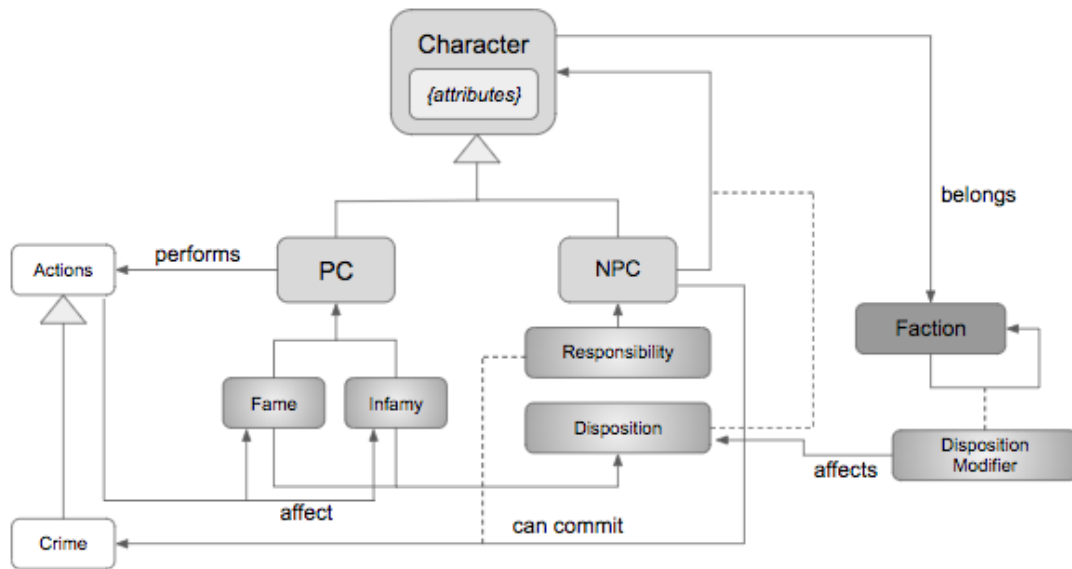 Character
{attributes}
belongs
performs
Actions
PC
NPC
Faction
Responsibility
Fame
Infamy
Disposition
Disposition
Modifier
affects
affect
can commit
Crime